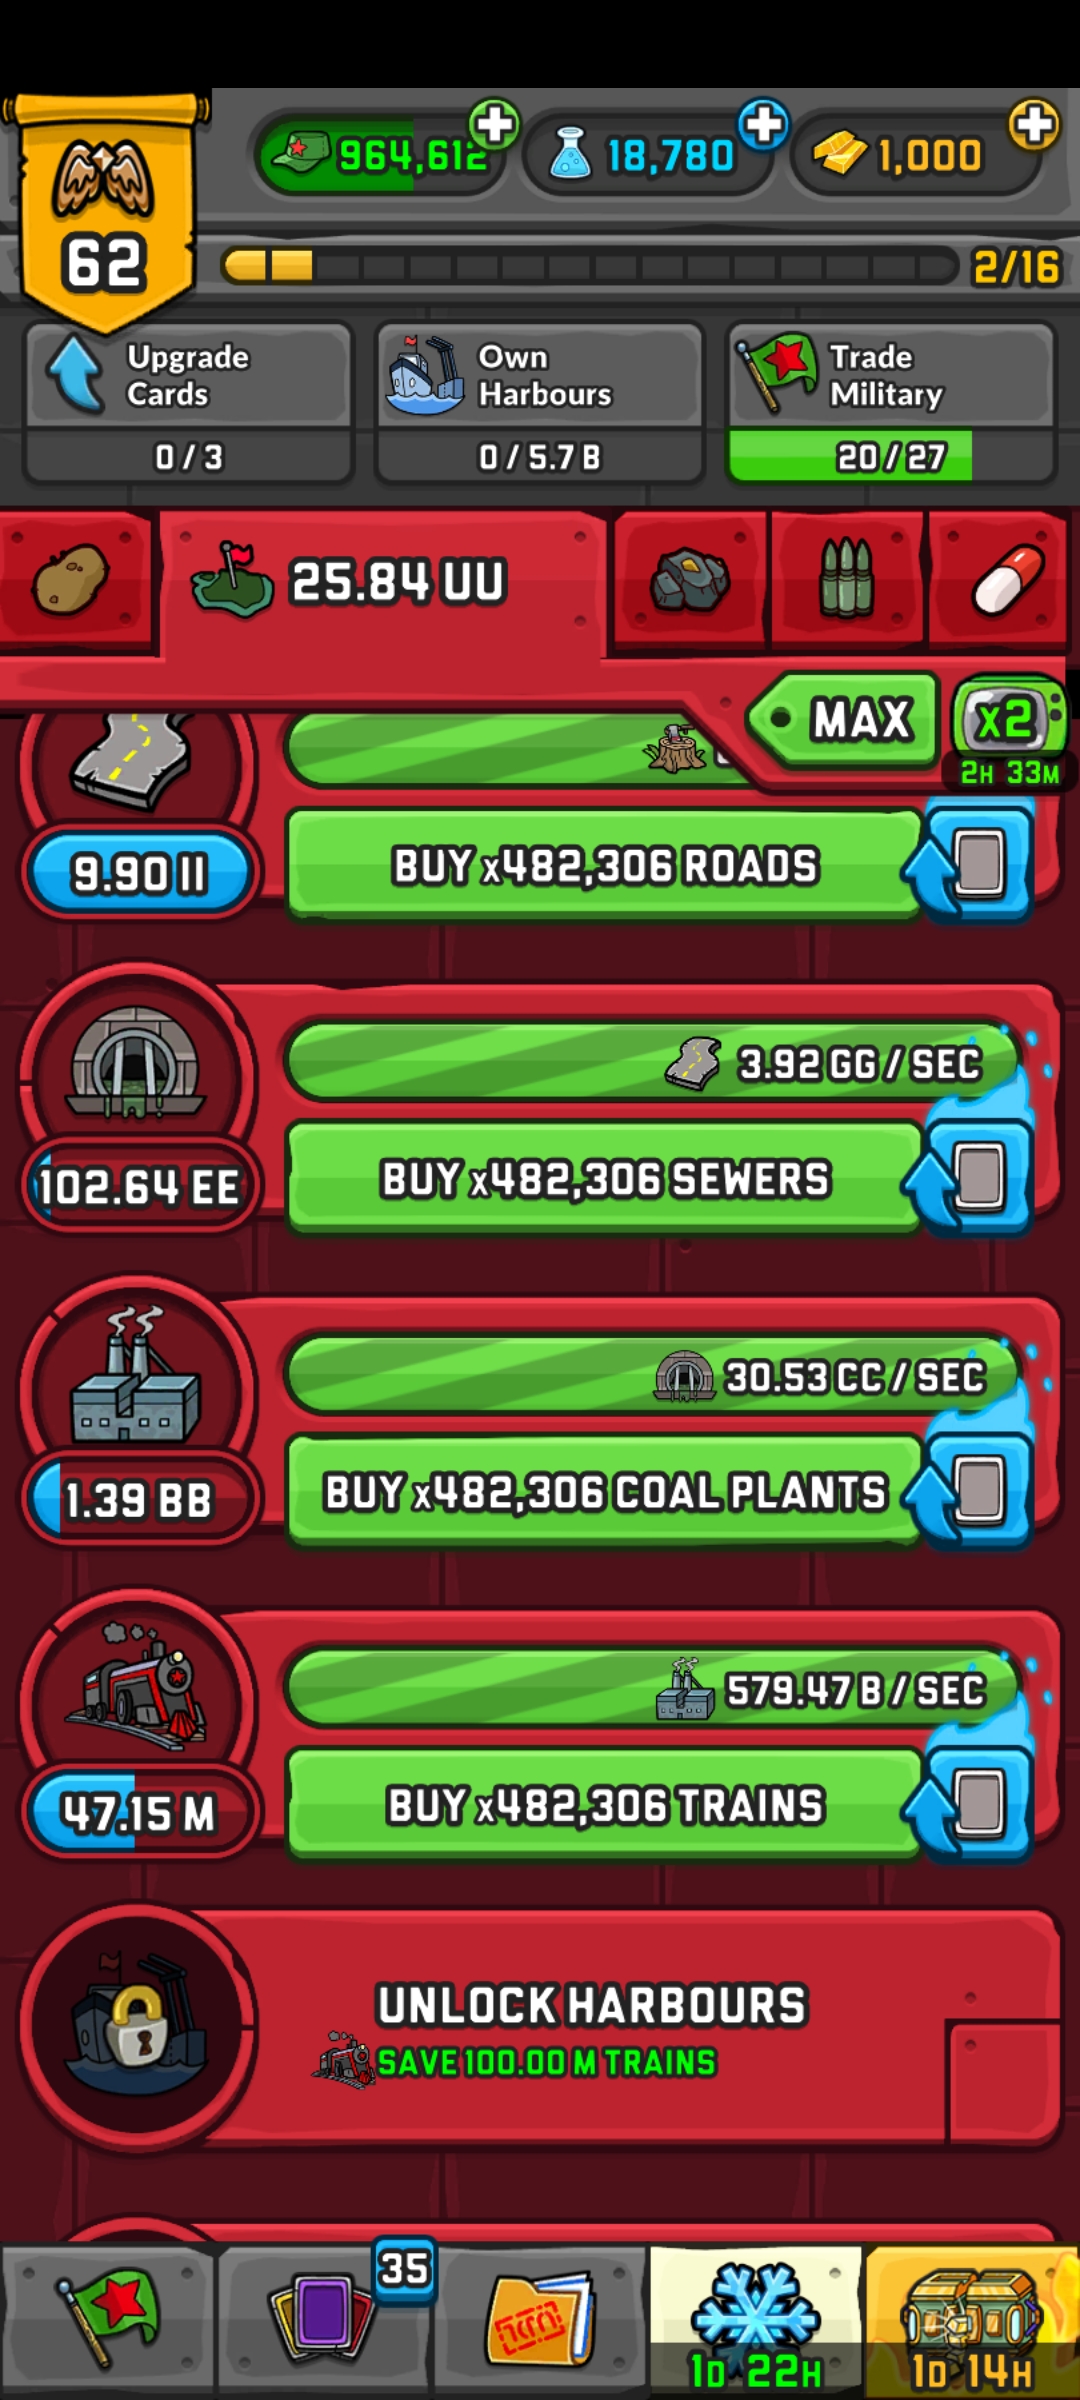 964,612
18,780
1,000
62
2/16
Upgrade Cards
0 / 3
Own Harbours
0 / 5.7 B
Trade Military
20 / 27
25.84 UU
MAX
x2
2H 33M
9.90 II
BUY x482,306 ROADS
3.92 GG / SEC
102.64 EE
BUY x482,306 SEWERS
30.53 CC / SEC
1.39 BB
BUY x482,306 COAL PLANTS
579.47 B / SEC
47.15 M
BUY x482,306 TRAINS
UNLOCK HARBOURS
SAVE 100.00 M TRAINS
35
1D 22H
1D 14H